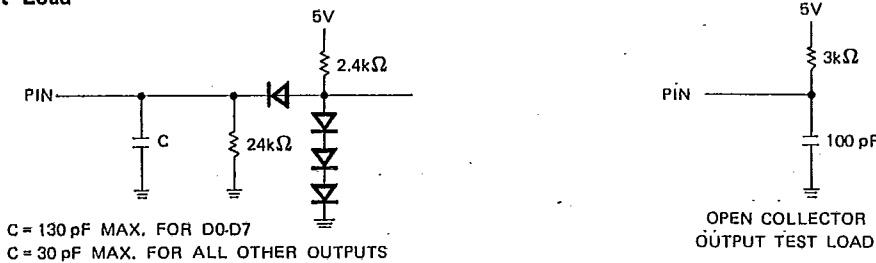 t Load
5V
2.4kΩ
PIN
C
24kΩ
C = 130 pF MAX. FOR D0-D7
C = 30 pF MAX. FOR ALL OTHER OUTPUTS
5V
3kΩ
PIN
100 pF
OPEN COLLECTOR
OUTPUT TEST LOAD